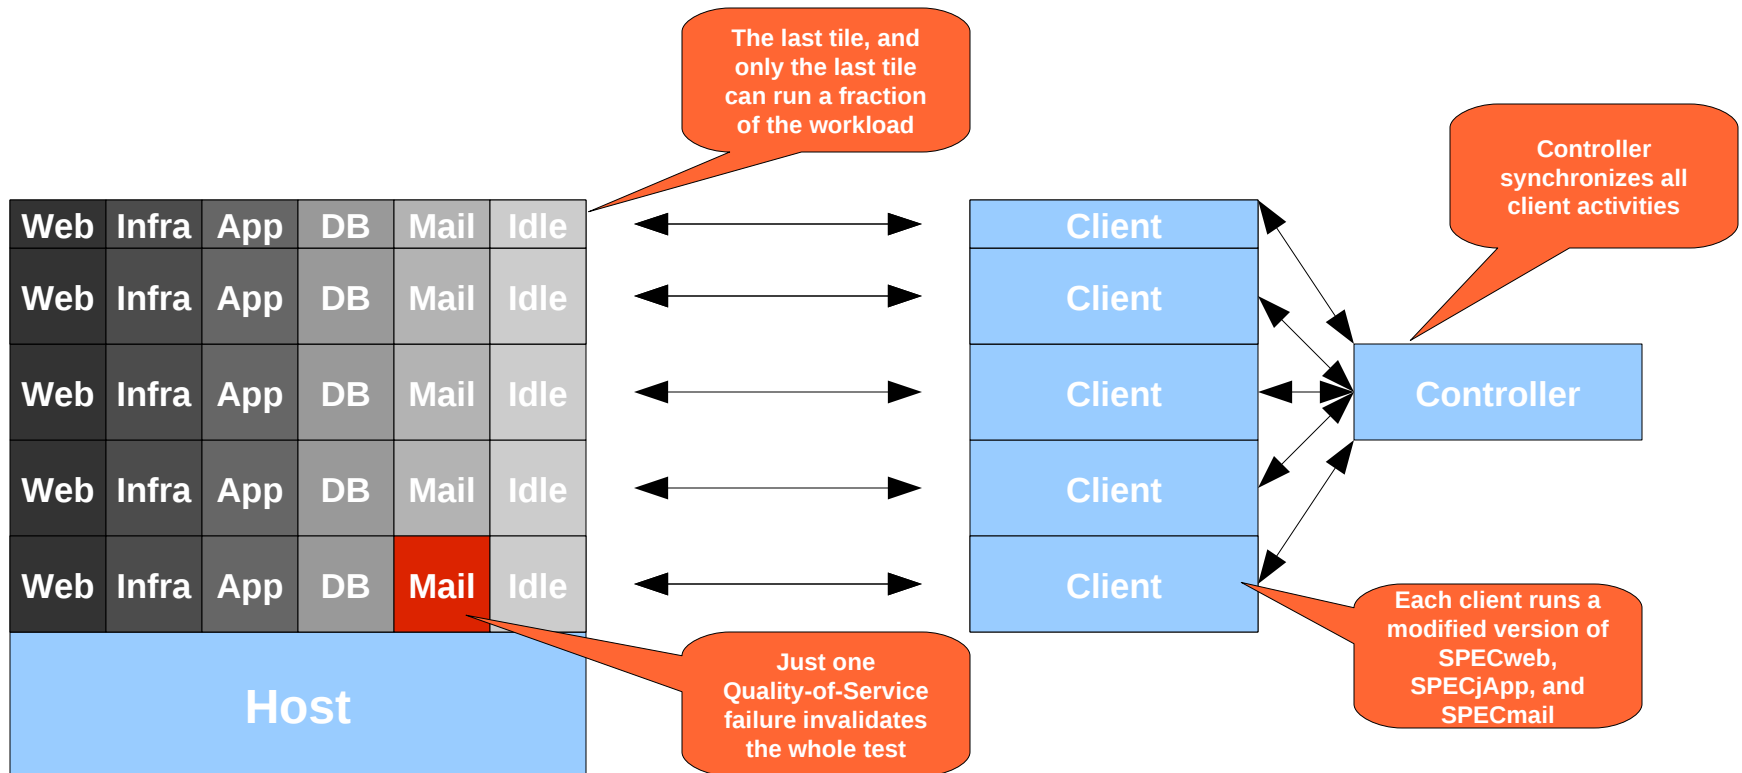 The last tile, and
only the last tile
can run a fraction
of the workload
Controller
synchronizes all
client activities
Web Infra App DB Mail Idle
Client
Web Infra App DB Mail Idle
Client
Web Infra App DB Mail Idle
Client
Controller
Web Infra App DB Mail Idle
Client
Web Infra App DB Mail Idle
Client
Each client runs a
modified version of
SPECweb,
SPECjApp, and
SPECmail
Just one
Quality-of-Service
failure invalidates
the whole test
Host